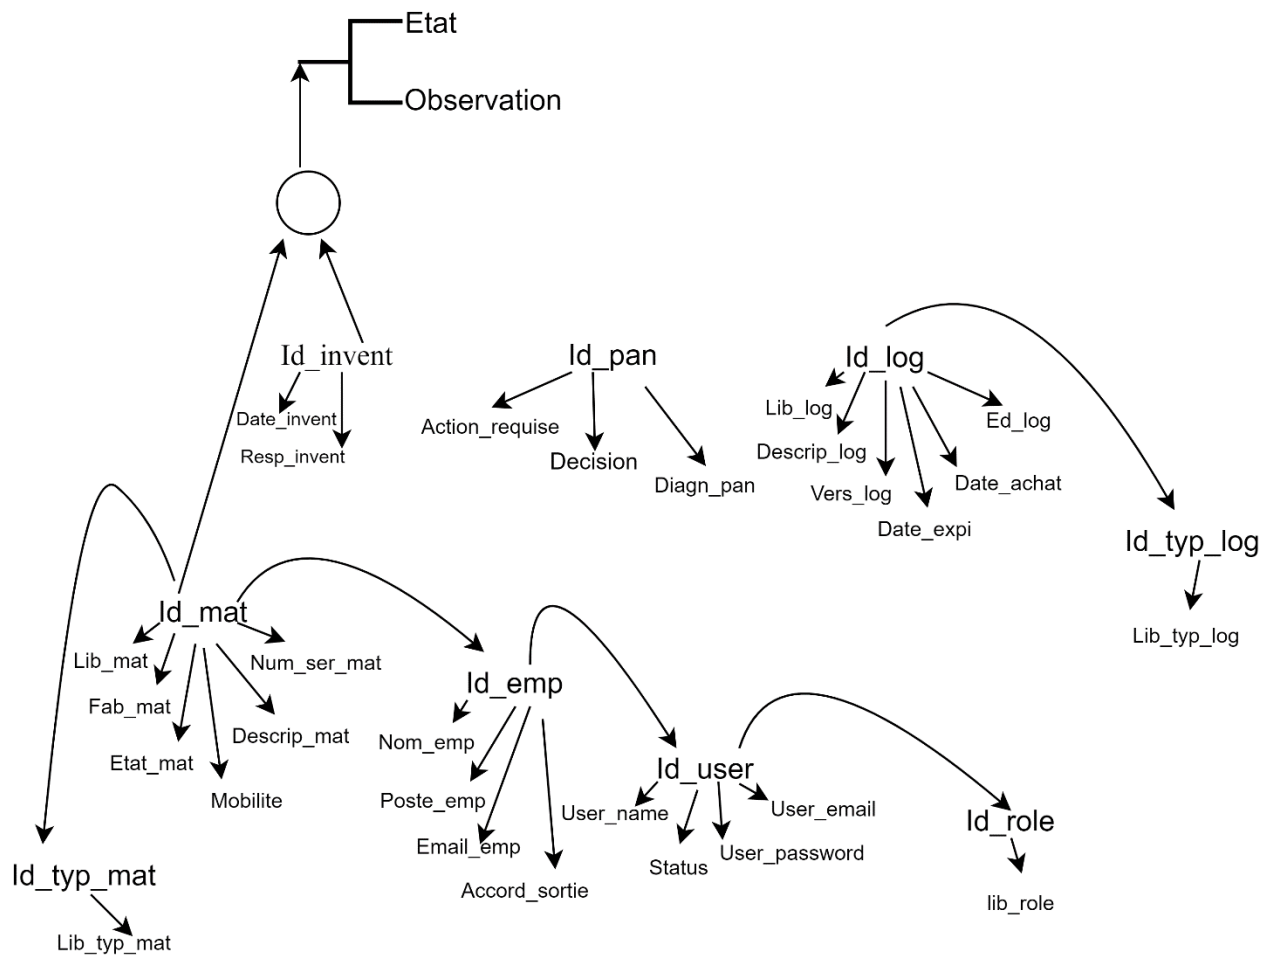 Etat
Observation
Id_invent
Date_invent
Resp_invent
Id_pan
Action_requise
Decision
Diagn_pan
Id_log
Lib_log
Descrip_log
Vers_log
Date_expi
Date_achat
Ed_log
Id_typ_log
Lib_typ_log
Id_mat
Lib_mat
Fab_mat
Etat_mat
Mobilite
Descrip_mat
Num_ser_mat
Id_emp
Nom_emp
Poste_emp
Email_emp
Accord_sortie
Id_user
User_name
Status
User_password
User_email
Id_role
lib_role
Id_typ_mat
Lib_typ_mat